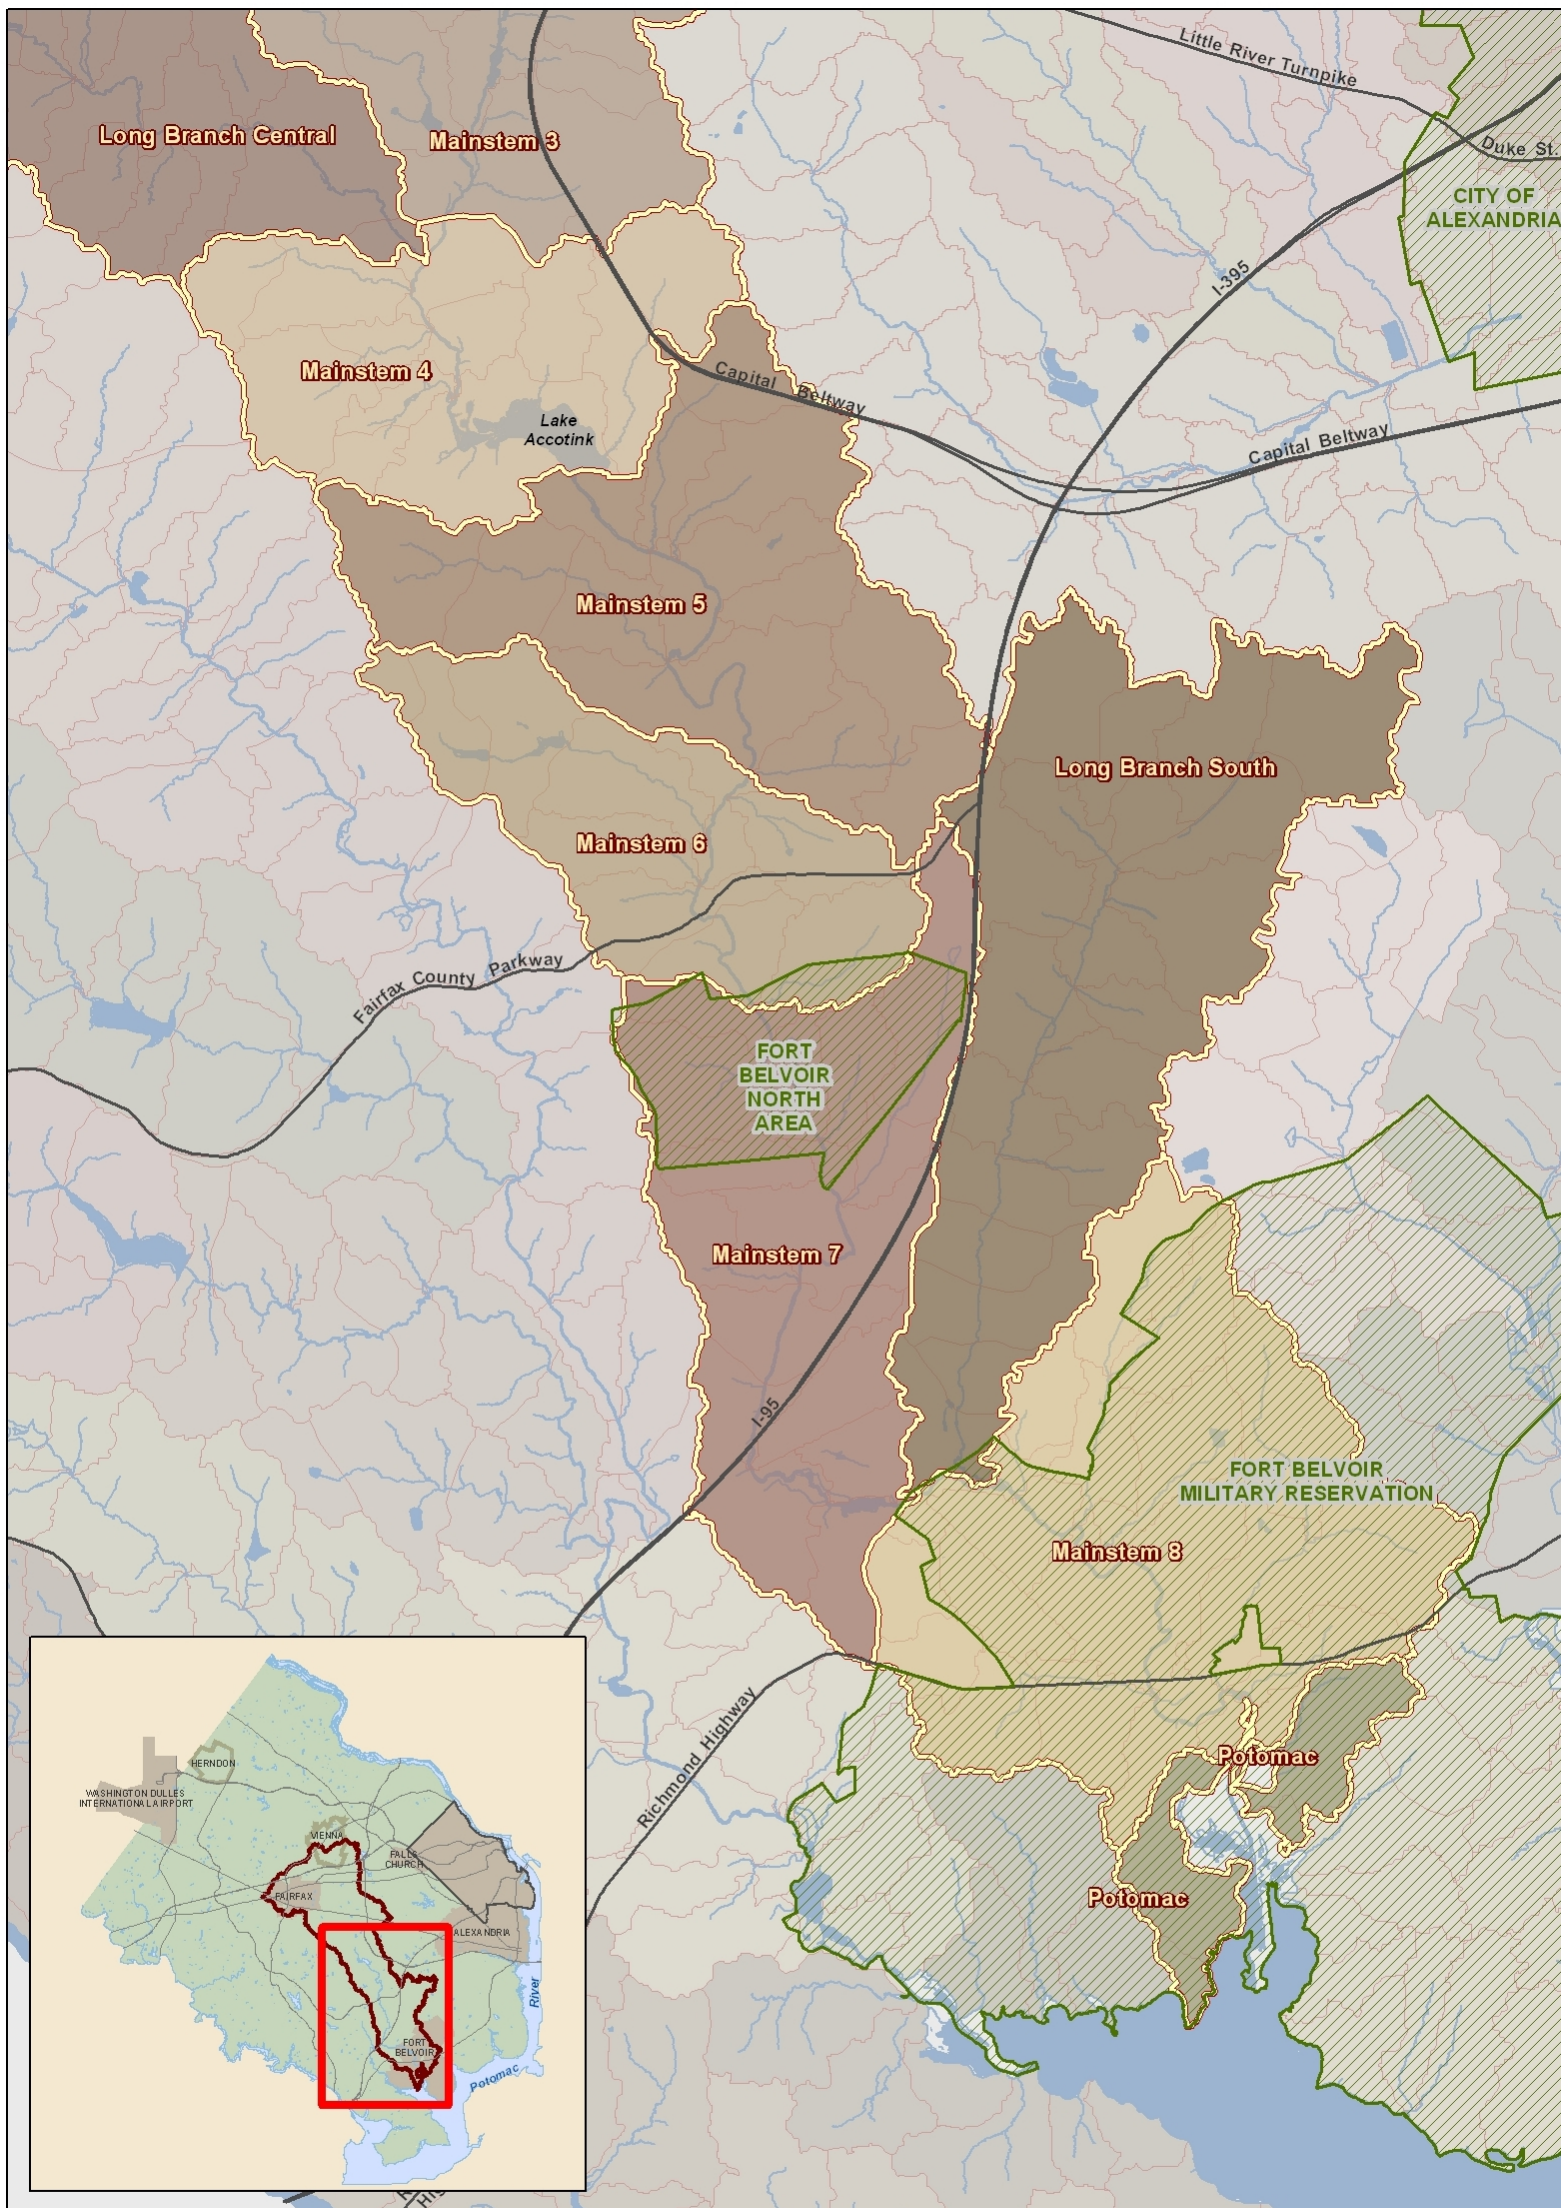 Little River Turnpike
Long Branch Central
Mainstem 3
Duke St.
CITY OF
ALEXANDRIA
I-395
Mainstem 4
Capital Beltway
Lake
Accotink
Capital Beltway
Mainstem 5
Long Branch South
Mainstem 6
Fairfax County Parkway
FORT
BELVOIR
NORTH
AREA
Mainstem 7
I-95
FORT BELVOIR
MILITARY RESERVATION
Mainstem 8
Richmond Highway
Potomac
Potomac
HERNDON
WASHINGTON DULLES
INTERNATIONAL AIRPORT
VIENNA
FALLS
CHURCH
FAIRFAX
ALEXANDRIA
River
FORT
BELVOIR
Potomac